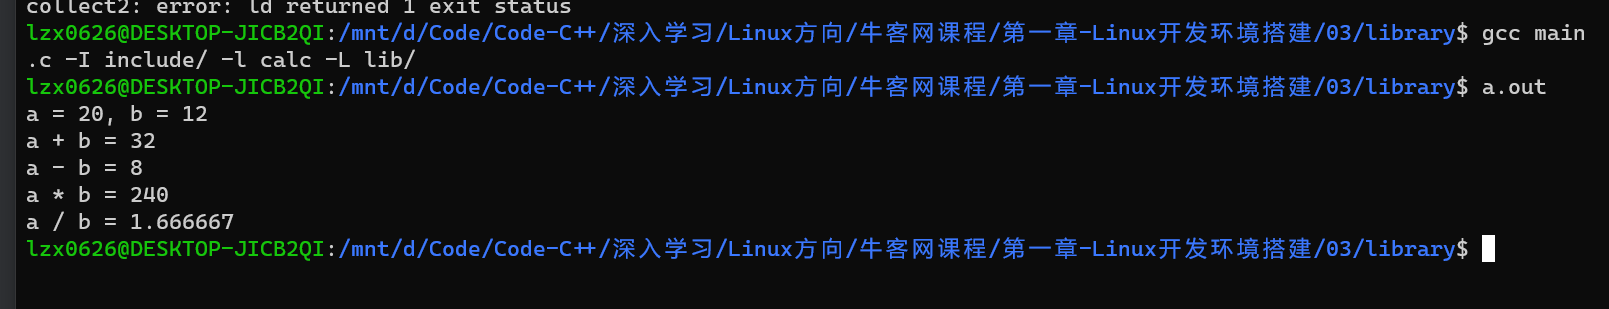 collect2: error: ld returned 1 exit status
lzx0626@DESKTOP-JICB2QI:/mnt/d/Code/Code-C++/深入学习/Linux方向/牛客网课程/第一章-Linux开发环境搭建/03/library$ gcc main
.c -I include/ -l calc -L lib/
lzx0626@DESKTOP-JICB2QI:/mnt/d/Code/Code-C++/深入学习/Linux方向/牛客网课程/第一章-Linux开发环境搭建/03/library$ a.out
a = 20, b = 12
a + b = 32
a - b = 8
a * b = 240
a / b = 1.666667
lzx0626@DESKTOP-JICB2QI:/mnt/d/Code/Code-C++/深入学习/Linux方向/牛客网课程/第一章-Linux开发环境搭建/03/library$